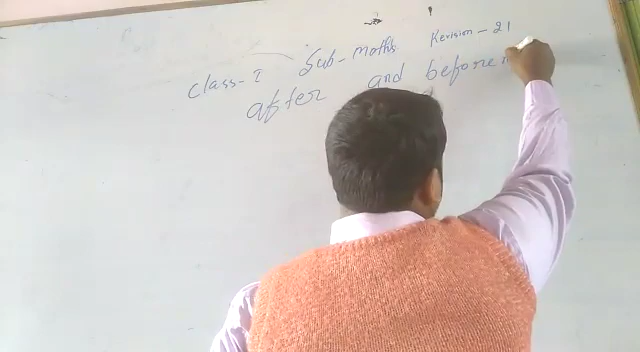 Class-I Sub-Maths Revision-21
after and before